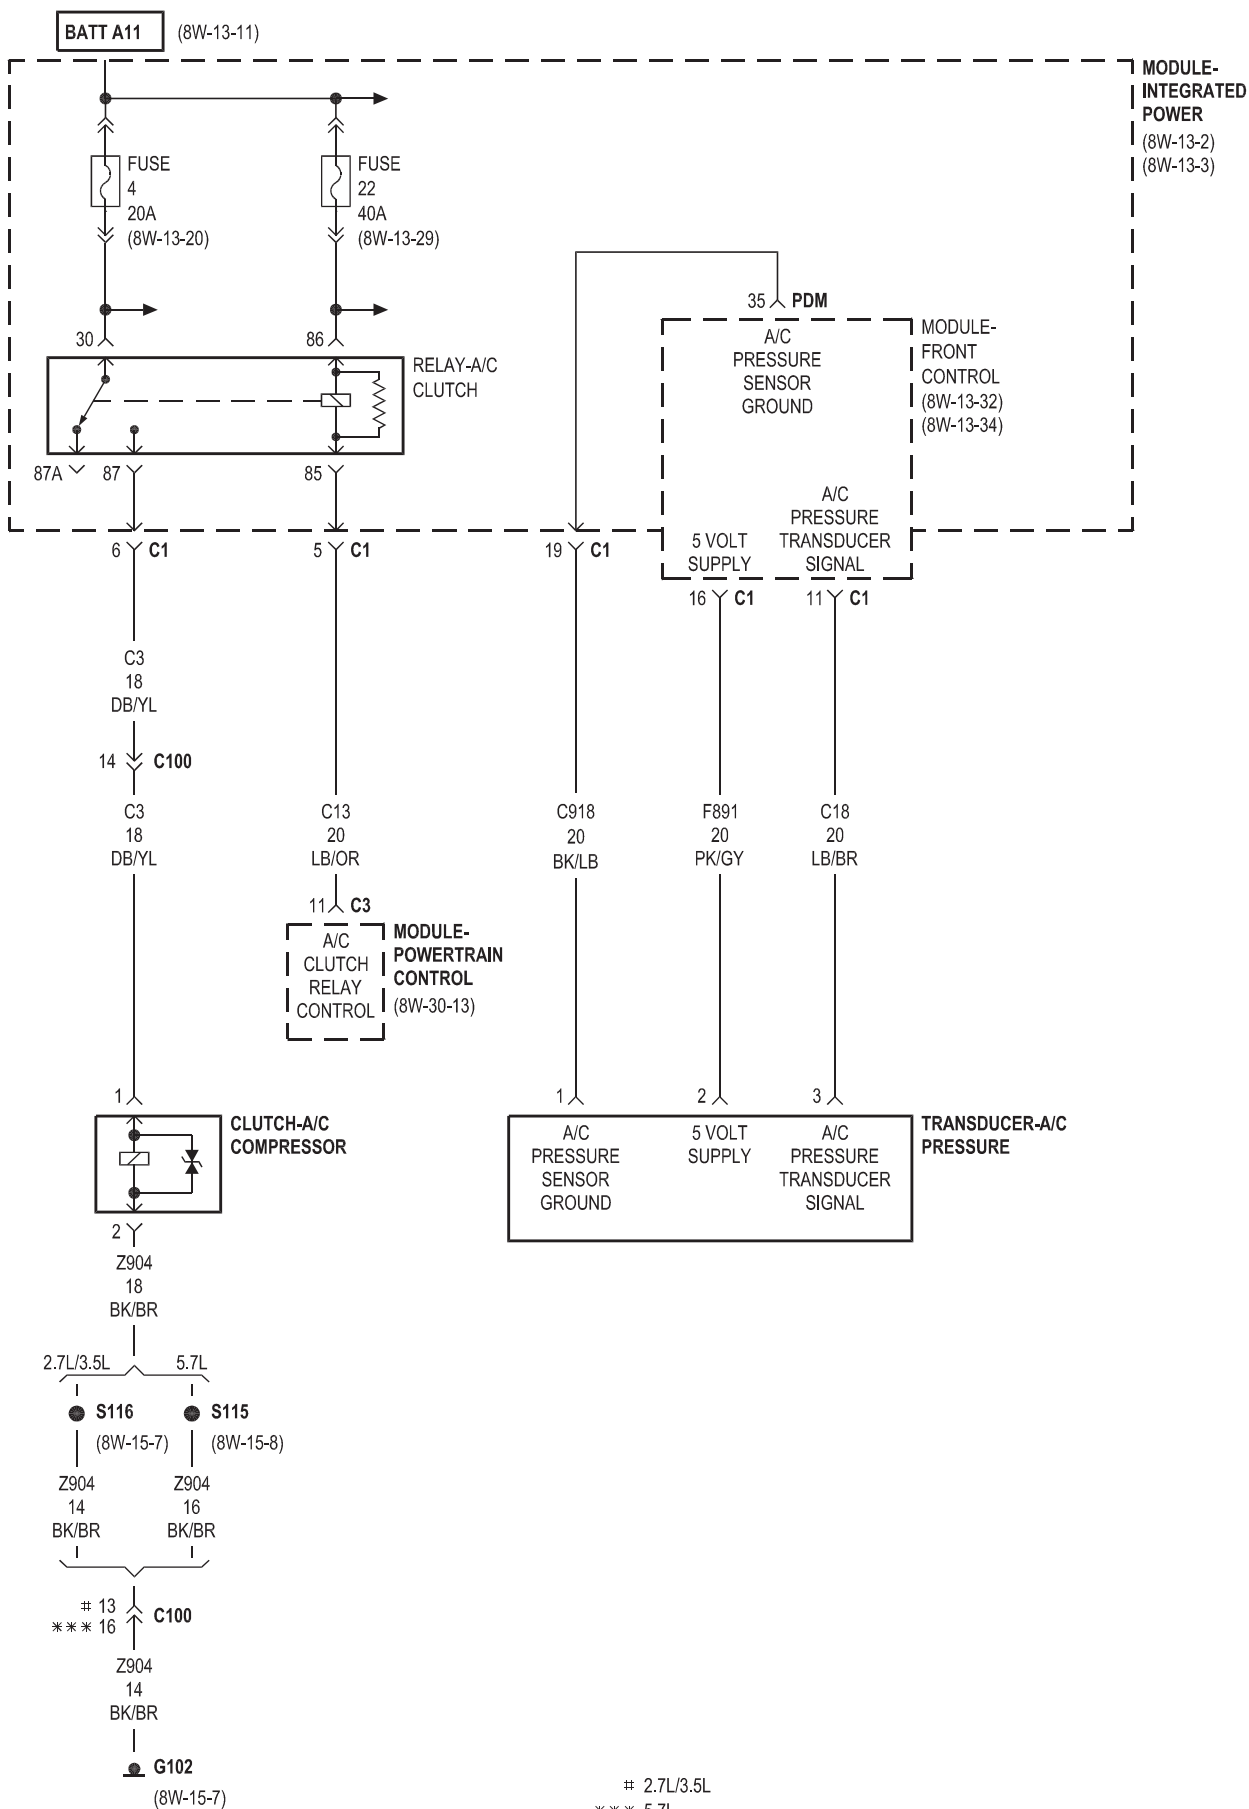 BATT A11 (8W-13-11)
MODULE-
INTEGRATED
POWER
(8W-13-2)
(8W-13-3)
FUSE
4
20A
(8W-13-20)
FUSE
22
40A
(8W-13-29)
35 PDM
30
86
RELAY-A/C
CLUTCH
A/C
PRESSURE
SENSOR
GROUND
MODULE-
FRONT
CONTROL
(8W-13-32)
(8W-13-34)
87A
87
85
5 VOLT
SUPPLY
A/C
PRESSURE
TRANSDUCER
SIGNAL
6 C1
5 C1
19 C1
16 C1
11 C1
C3
18
DB/YL
14 C100
C3
18
DB/YL
C13
20
LB/OR
C918
20
BK/LB
F891
20
PK/GY
C18
20
LB/BR
11 C3
A/C
CLUTCH
RELAY
CONTROL
MODULE-
POWERTRAIN
CONTROL
(8W-30-13)
1
CLUTCH-A/C
COMPRESSOR
1
2
3
A/C
PRESSURE
SENSOR
GROUND
5 VOLT
SUPPLY
A/C
PRESSURE
TRANSDUCER
SIGNAL
TRANSDUCER-A/C
PRESSURE
2
Z904
18
BK/BR
2.7L/3.5L
5.7L
S116
(8W-15-7)
S115
(8W-15-8)
Z904
14
BK/BR
Z904
16
BK/BR
# 13
*** 16
C100
Z904
14
BK/BR
G102
(8W-15-7)
# 2.7L/3.5L
*** 5.7L